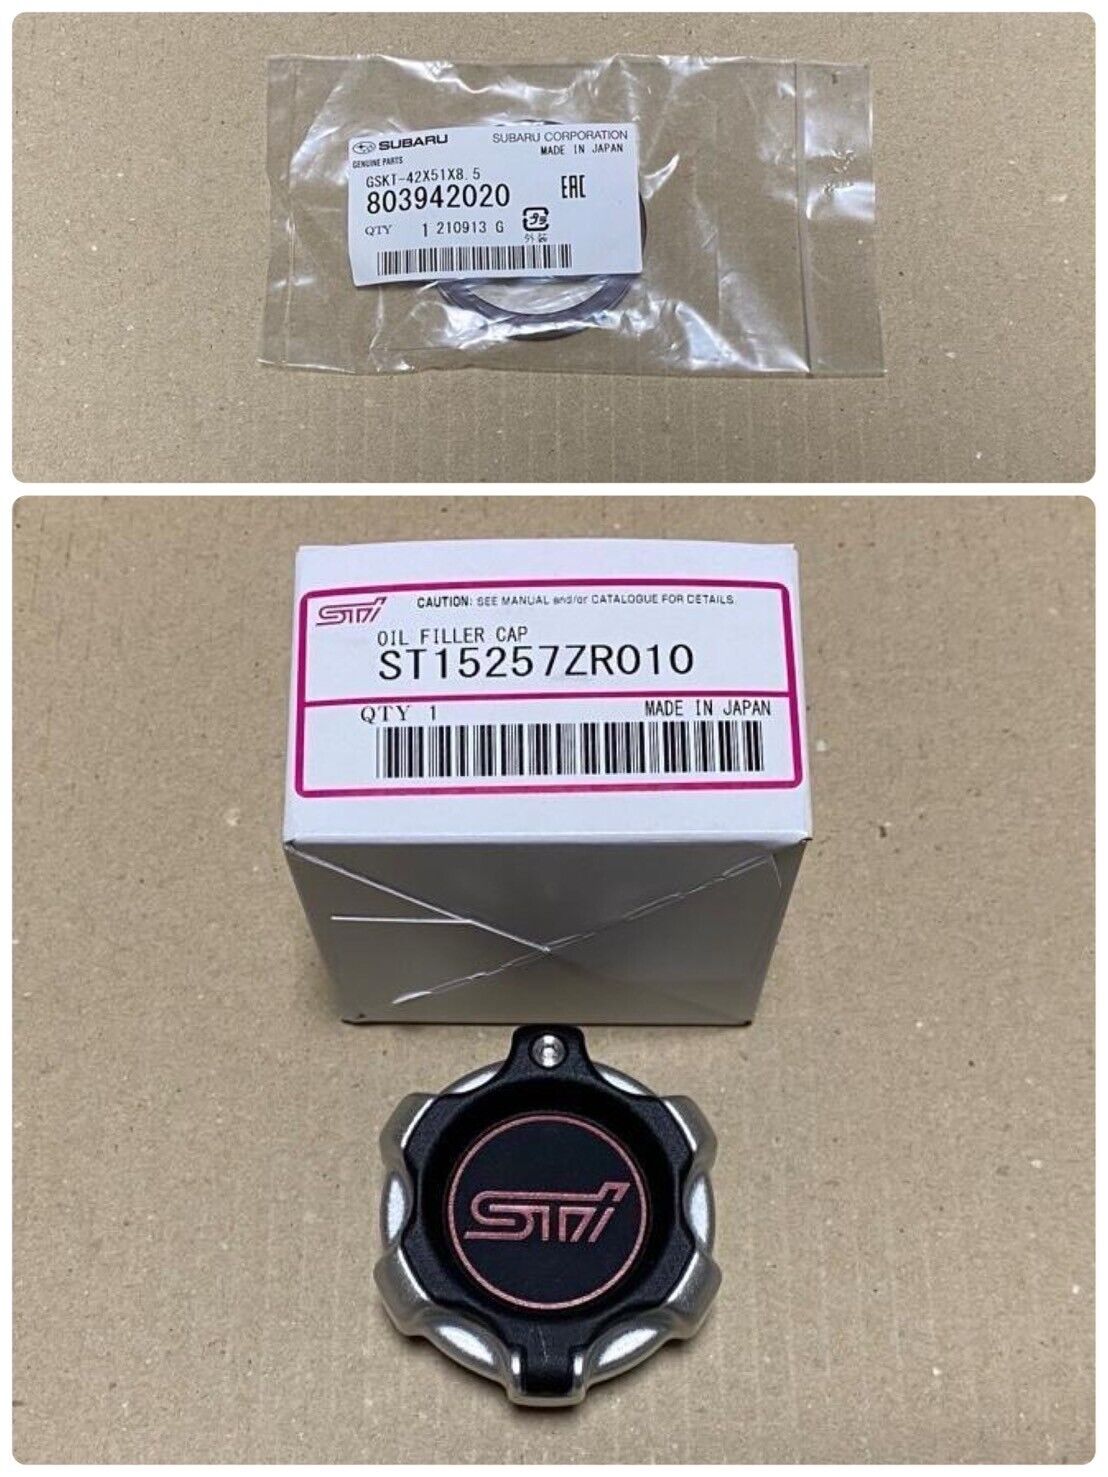 SUBARU
SUBARU CORPORATION
GENUINE PARTS
MADE IN JAPAN
GSKT-42X51X8.5
803942020
EAC
QTY 1 210913 G
STI
CAUTION: SEE MANUAL and/or CATALOGUE FOR DETAILS
OIL FILLER CAP
ST15257ZR010
QTY 1
MADE IN JAPAN
STI